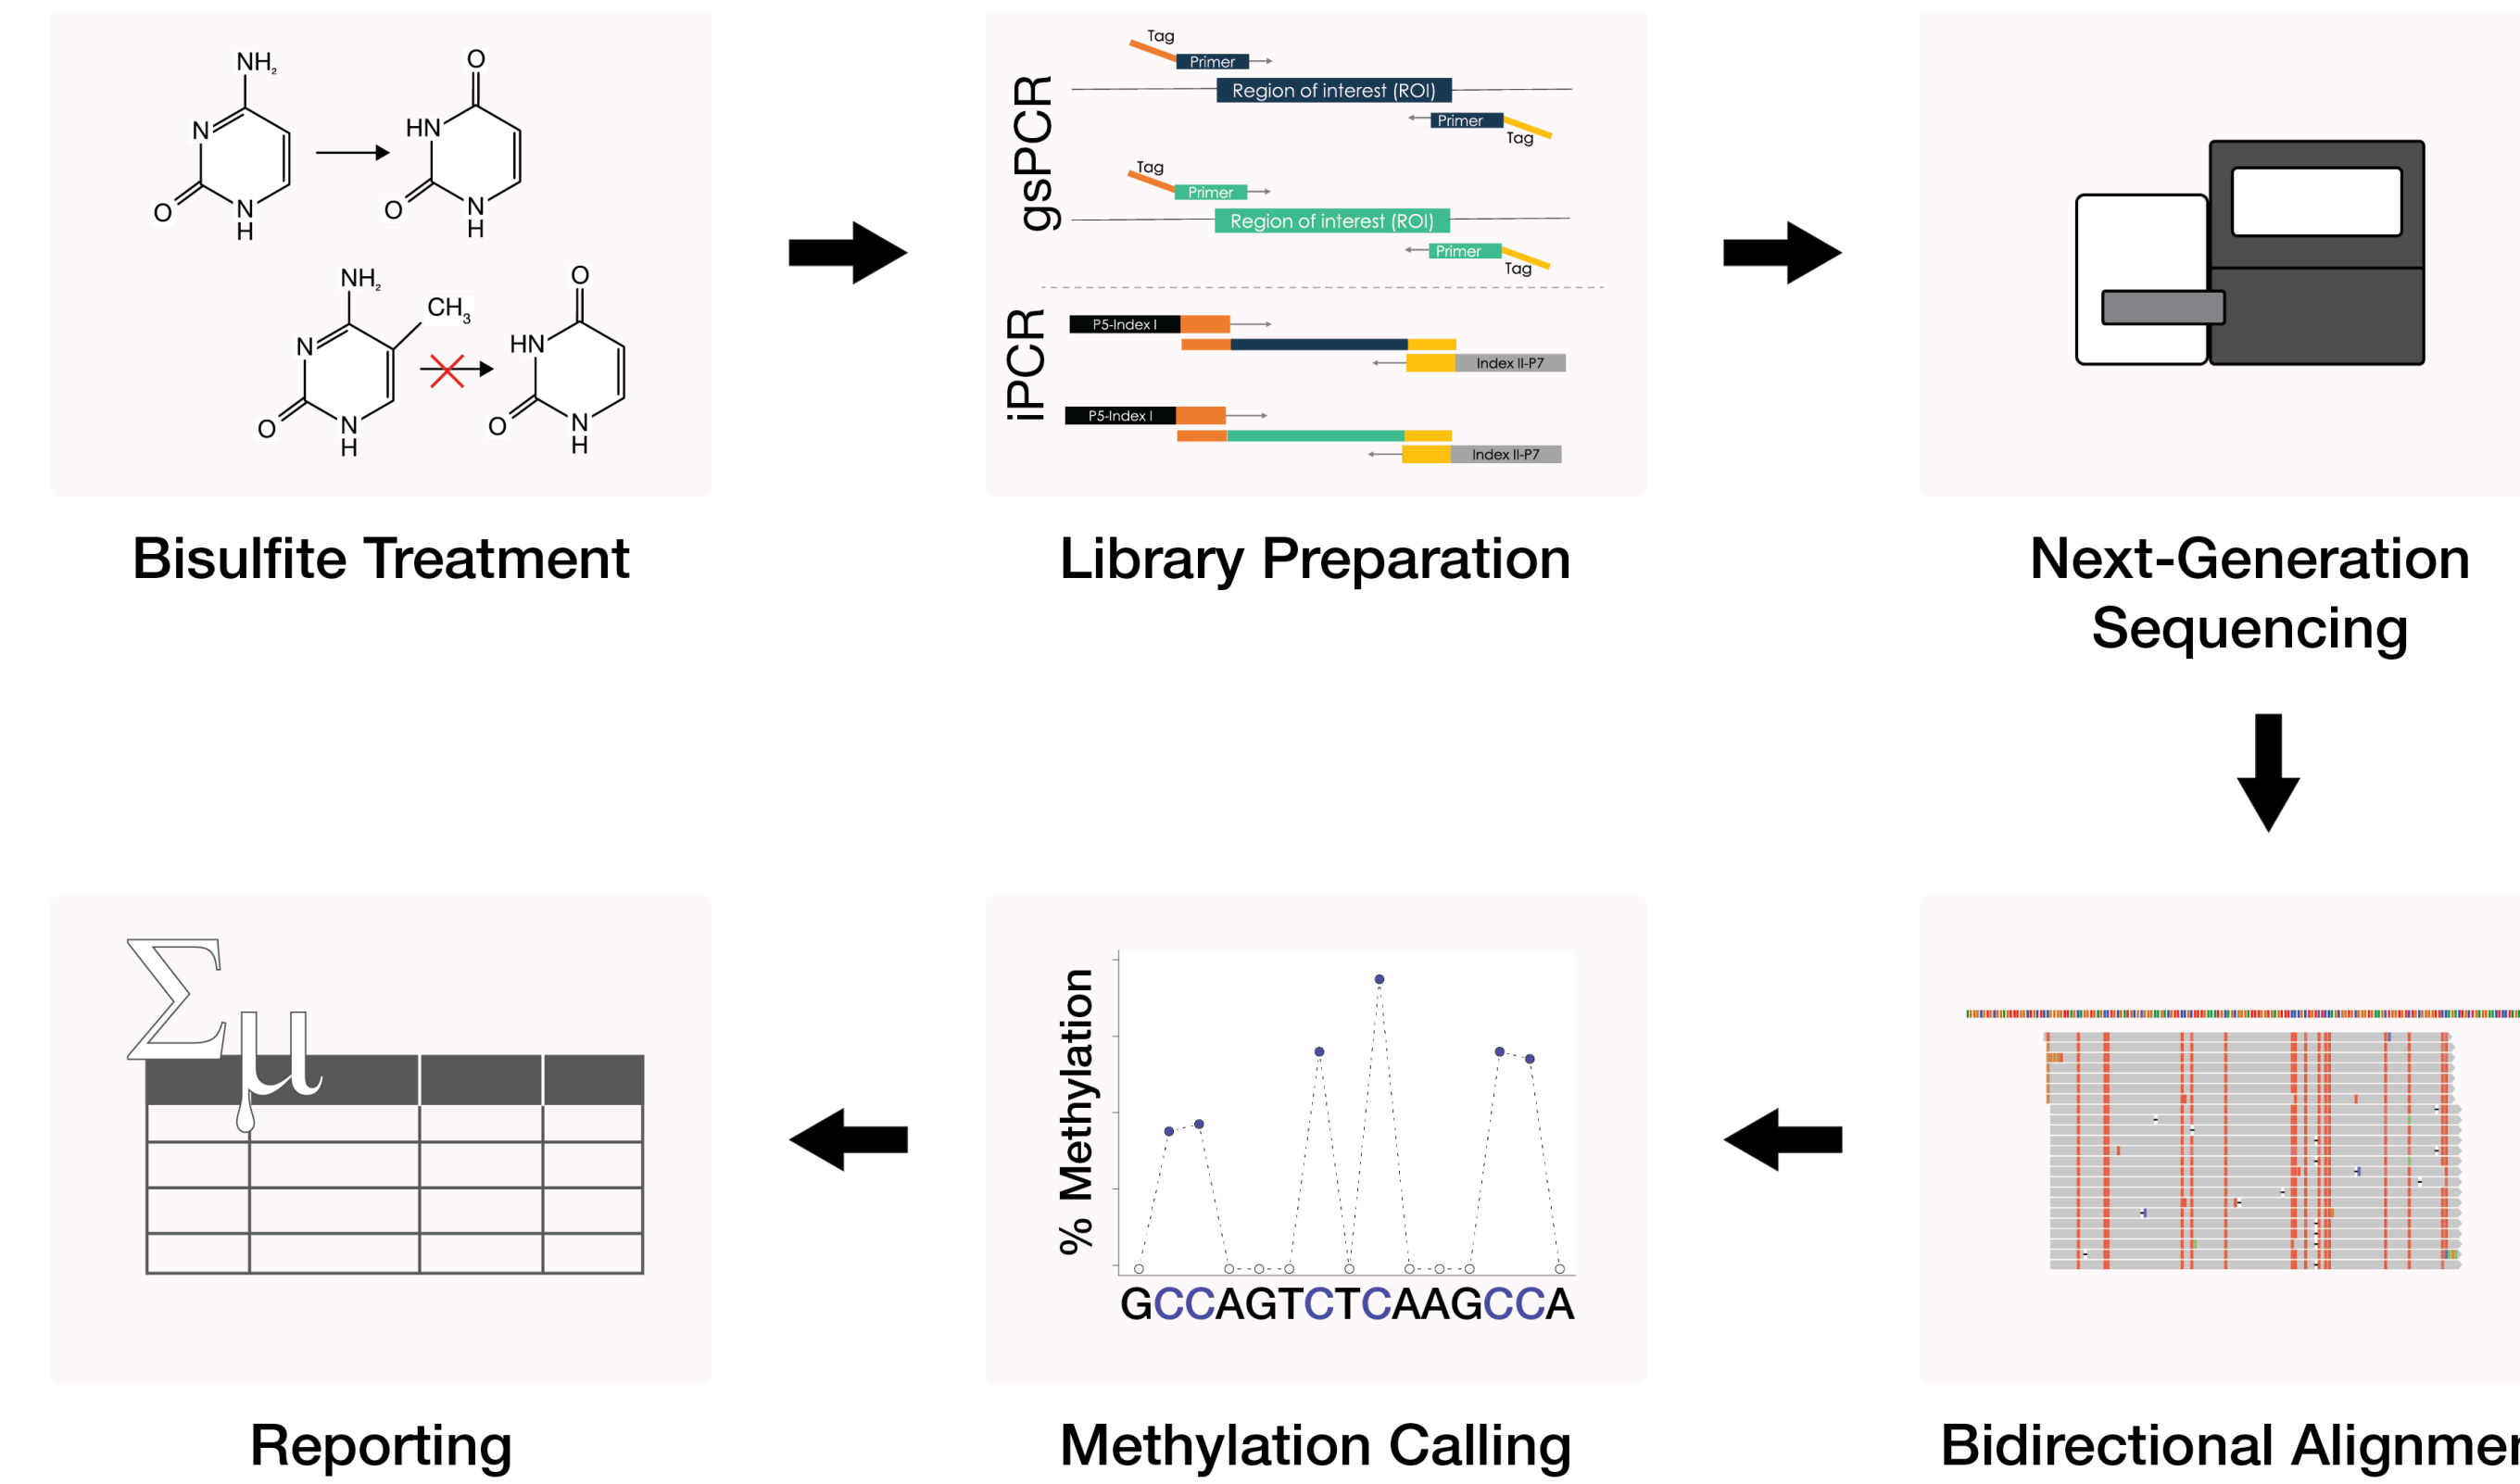 NH₂
N
O
N
H
O
HN
O
N
H
NH₂
CH₃
N
O
N
H
O
HN
O
N
H
Bisulfite Treatment
gsPCR
Tag
Primer
Region of interest (ROI)
Primer
Tag
Tag
Primer
Region of interest (ROI)
Primer
Tag
iPCR
P5-Index I
Index II-P7
P5-Index I
Index II-P7
Library Preparation
Next-Generation
Sequencing
Σμ
Reporting
% Methylation
GCCAGTCTCAAGCCA
Methylation Calling
Bidirectional Alignme